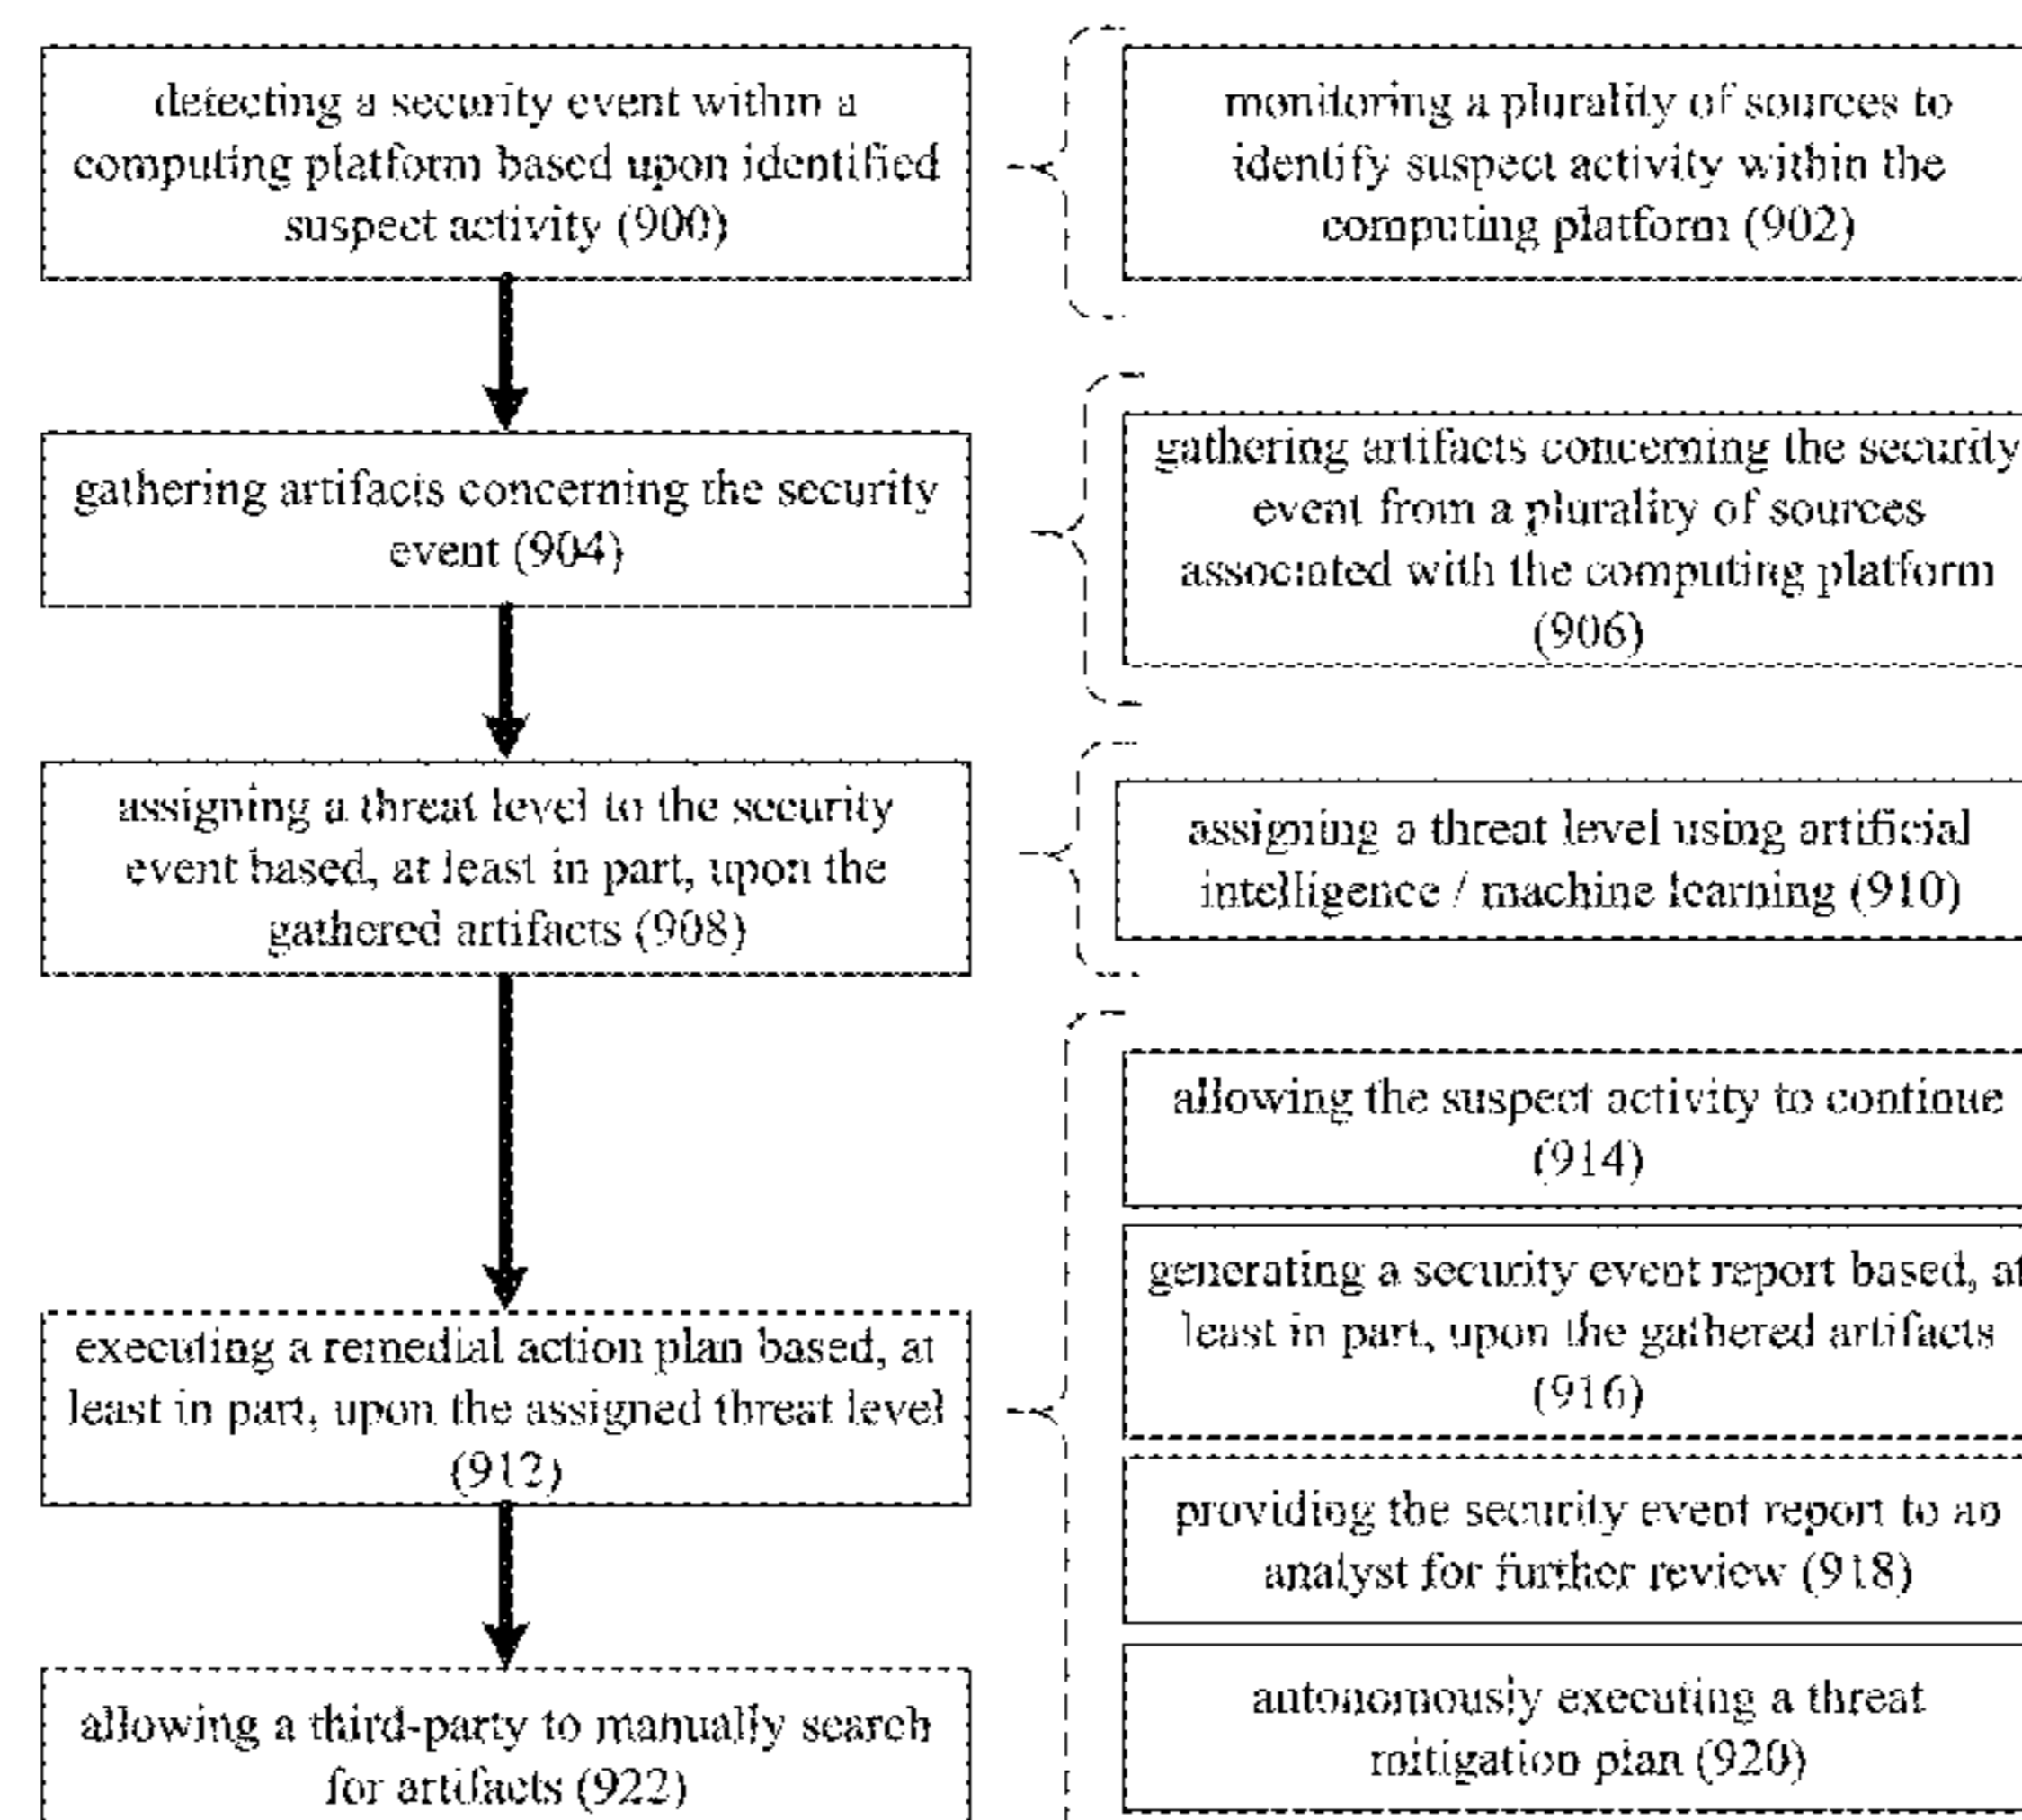 detecting a security event within a
computing platform based upon identified
suspect activity (900)
monitoring a plurality of sources to
identify suspect activity within the
computing platform (902)
gathering artifacts concerning the security
event (904)
gathering artifacts concerning the security
event from a plurality of sources
associated with the computing platform
(906)
assigning a threat level to the security
event based, at least in part, upon the
gathered artifacts (908)
assigning a threat level using artificial
intelligence / machine learning (910)
executing a remedial action plan based, at
least in part, upon the assigned threat level
(912)
allowing the suspect activity to continue
(914)
generating a security event report based, at
least in part, upon the gathered artifacts
(916)
providing the security event report to an
analyst for further review (918)
autonomously executing a threat
mitigation plan (920)
allowing a third-party to manually search
for artifacts (922)